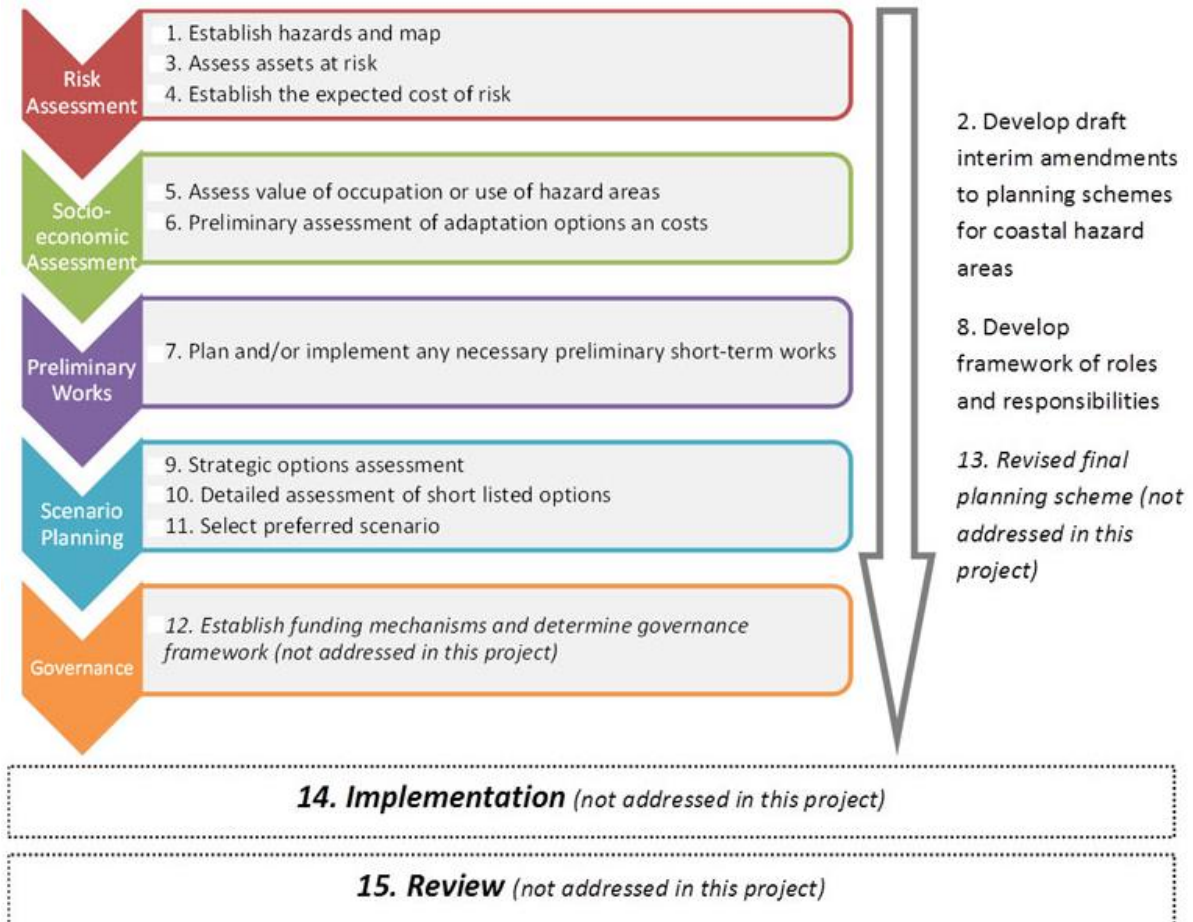 Risk
Assessment
1. Establish hazards and map
3. Assess assets at risk
4. Establish the expected cost of risk
Socio-
economic
Assessment
5. Assess value of occupation or use of hazard areas
6. Preliminary assessment of adaptation options an costs
Preliminary
Works
7. Plan and/or implement any necessary preliminary short-term works
Scenario
Planning
9. Strategic options assessment
10. Detailed assessment of short listed options
11. Select preferred scenario
Governance
12. Establish funding mechanisms and determine governance
framework (not addressed in this project)
2. Develop draft
interim amendments
to planning schemes
for coastal hazard
areas
8. Develop
framework of roles
and responsibilities
13. Revised final
planning scheme (not
addressed in this
project)
14. Implementation (not addressed in this project)
15. Review (not addressed in this project)